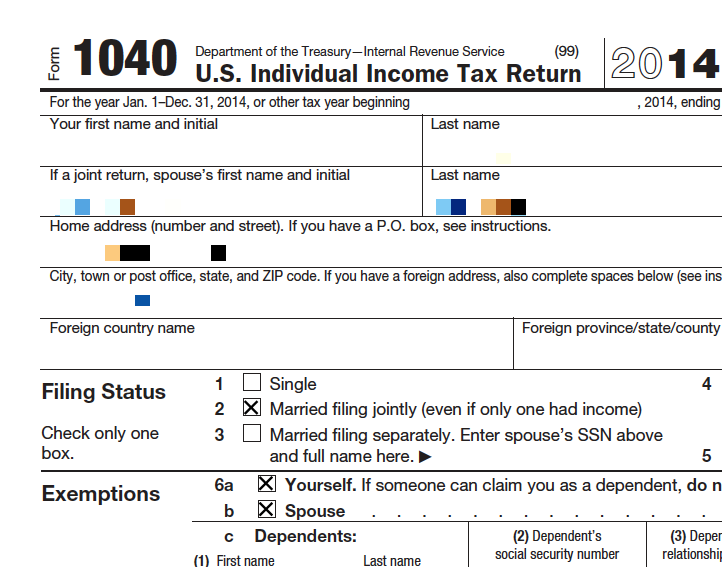 Form 1040 Department of the Treasury—Internal Revenue Service (99)
U.S. Individual Income Tax Return 2014
For the year Jan. 1–Dec. 31, 2014, or other tax year beginning , 2014, ending
Your first name and initial Last name
If a joint return, spouse's first name and initial Last name
Home address (number and street). If you have a P.O. box, see instructions.
City, town or post office, state, and ZIP code. If you have a foreign address, also complete spaces below (see ins
Foreign country name Foreign province/state/county
Filing Status 1 Single 4
2 Married filing jointly (even if only one had income)
Check only one 3 Married filing separately. Enter spouse's SSN above
box. and full name here. ▶ 5
Exemptions 6a Yourself. If someone can claim you as a dependent, do n
b Spouse . . . . . . . . . . . . . .
c Dependents: (2) Dependent's (3) Depen
social security number relationship
(1) First name Last name